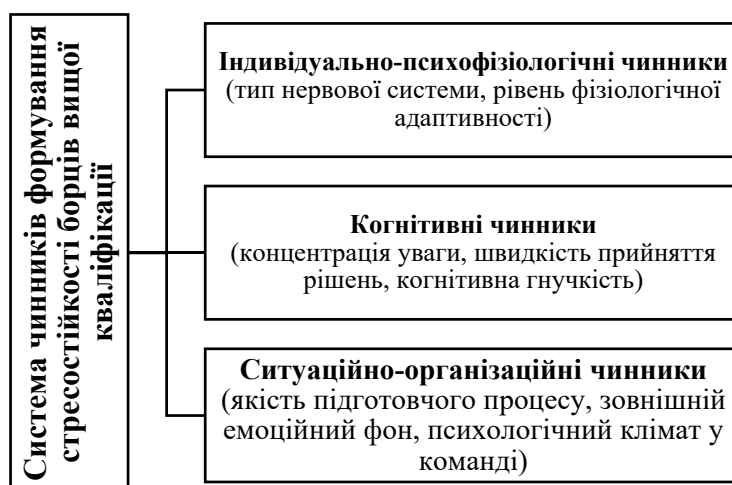 Система чинників формування
стресостійкості борців вищої
кваліфікації
Індивідуально-психофізіологічні чинники
(тип нервової системи, рівень фізіологічної
адаптивності)
Когнітивні чинники
(концентрація уваги, швидкість прийняття
рішень, когнітивна гнучкість)
Ситуаційно-організаційні чинники
(якість підготовчого процесу, зовнішній
емоційний фон, психологічний клімат у
команді)